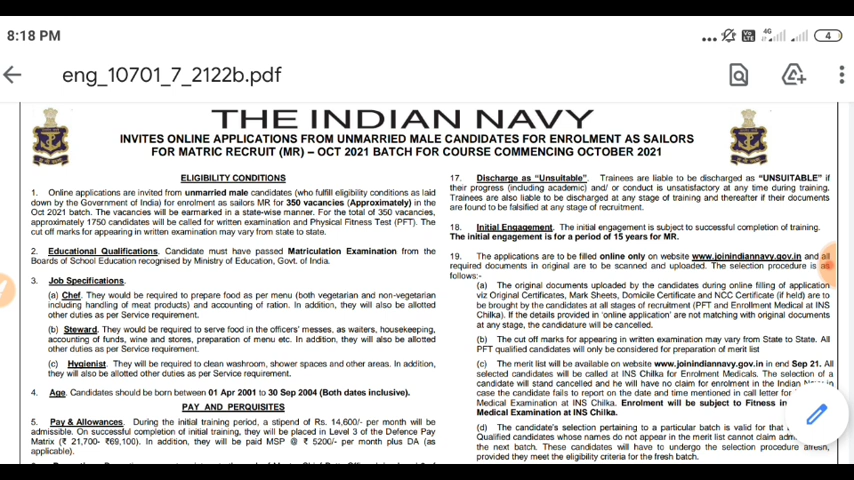 8:18 PM
4G
4
eng_10701_7_2122b.pdf
THE INDIAN NAVY
INVITES ONLINE APPLICATIONS FROM UNMARRIED MALE CANDIDATES FOR ENROLMENT AS SAILORS
FOR MATRIC RECRUIT (MR) – OCT 2021 BATCH FOR COURSE COMMENCING OCTOBER 2021
ELIGIBILITY CONDITIONS
1. Online applications are invited from unmarried male candidates (who fulfill eligibility conditions as laid
down by the Government of India) for enrolment as sailors MR for 350 vacancies (Approximately) in the
Oct 2021 batch. The vacancies will be earmarked in a state-wise manner. For the total of 350 vacancies,
approximately 1750 candidates will be called for written examination and Physical Fitness Test (PFT). The
cut off marks for appearing in written examination may vary from state to state.
2. Educational Qualifications. Candidate must have passed Matriculation Examination from the
Boards of School Education recognised by Ministry of Education, Govt. of India.
3. Job Specifications.
(a) Chef. They would be required to prepare food as per menu (both vegetarian and non-vegetarian
including handling of meat products) and accounting of ration. In addition, they will also be allotted
other duties as per Service requirement.
(b) Steward. They would be required to serve food in the officers' messes, as waiters, housekeeping,
accounting of funds, wine and stores, preparation of menu etc. In addition, they will also be allotted
other duties as per Service requirement.
(c) Hygienist. They will be required to clean washroom, shower spaces and other areas. In addition,
they will also be allotted other duties as per Service requirement.
4. Age. Candidates should be born between 01 Apr 2001 to 30 Sep 2004 (Both dates inclusive).
PAY AND PERQUISITES
5. Pay & Allowances. During the initial training period, a stipend of Rs. 14,600/- per month will be
admissible. On successful completion of initial training, they will be placed in Level 3 of the Defence Pay
Matrix (₹ 21,700- ₹69,100). In addition, they will be paid MSP @ ₹ 5200/- per month plus DA (as
applicable).
17. Discharge as "Unsuitable". Trainees are liable to be discharged as "UNSUITABLE" if
their progress (including academic) and/ or conduct is unsatisfactory at any time during training.
Trainees are also liable to be discharged at any stage of training and thereafter if their documents
are found to be falsified at any stage of recruitment.
18. Initial Engagement. The initial engagement is subject to successful completion of training.
The initial engagement is for a period of 15 years for MR.
19. The applications are to be filled online only on website www.joinindiannavy.gov.in and all
required documents in original are to be scanned and uploaded. The selection procedure is as
follows:-
(a) The original documents uploaded by the candidates during online filling of application
viz Original Certificates, Mark Sheets, Domicile Certificate and NCC Certificate (if held) are to
be brought by the candidates at all stages of recruitment (PFT and Enrollment Medical at INS
Chilka). If the details provided in 'online application' are not matching with original documents
at any stage, the candidature will be cancelled.
(b) The cut off marks for appearing in written examination may vary from State to State. All
PFT qualified candidates will only be considered for preparation of merit list
(c) The merit list will be available on website www.joinindiannavy.gov.in in end Sep 21. All
selected candidates will be called at INS Chilka for Enrollment Medicals. The selection of
candidate will stand cancelled and he will have no claim for enrolment in the Indian Navy in
case the candidate fails to report on the date and time mentioned in call letter for
Medical Examination at INS Chilka. Enrolment will be subject to Fitness in
Medical Examination at INS Chilka.
(d) The candidate's selection pertaining to a particular batch is valid for that
Qualified candidates whose names do not appear in the merit list cannot claim
the next batch. These candidates will have to undergo the selection procedure afresh,
provided they meet the eligibility criteria for the fresh batch.